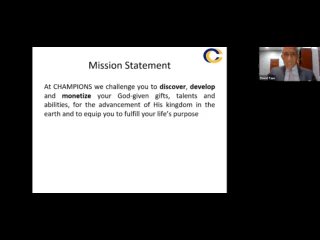 Mission Statement
At CHAMPIONS we challenge you to discover, develop
and monetize your God-given gifts, talents and
abilities, for the advancement of His kingdom in the
earth and to equip you to fulfill your life's purpose